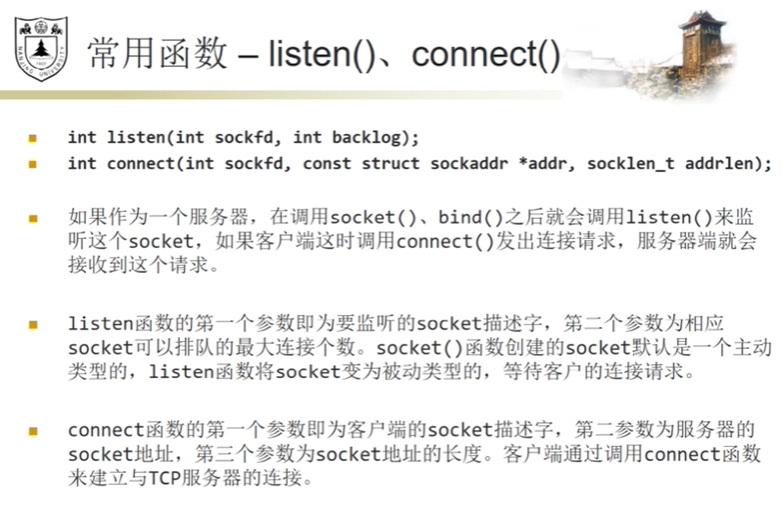 常用函数 – listen()、connect()
NANJING UNIVERSITY
int listen(int sockfd, int backlog);
int connect(int sockfd, const struct sockaddr *addr, socklen_t addrlen);
如果作为一个服务器，在调用socket()、bind()之后就会调用listen()来监
听这个socket，如果客户端这时调用connect()发出连接请求，服务器端就会
接收到这个请求。
listen函数的第一个参数即为要监听的socket描述字，第二个参数为相应
socket可以排队的最大连接个数。socket()函数创建的socket默认是一个主动
类型的，listen函数将socket变为被动类型的，等待客户的连接请求。
connect函数的第一个参数即为客户端的socket描述字，第二参数为服务器的
socket地址，第三个参数为socket地址的长度。客户端通过调用connect函数
来建立与TCP服务器的连接。